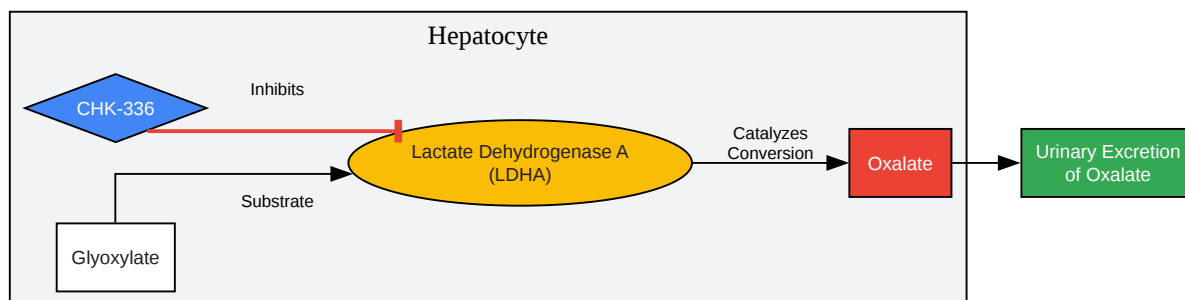 Hepatocyte
Inhibits
CHK-336
Catalyzes
Conversion
Lactate Dehydrogenase A
(LDHA)
Oxalate
Urinary Excretion
of Oxalate
Substrate
Glyoxylate